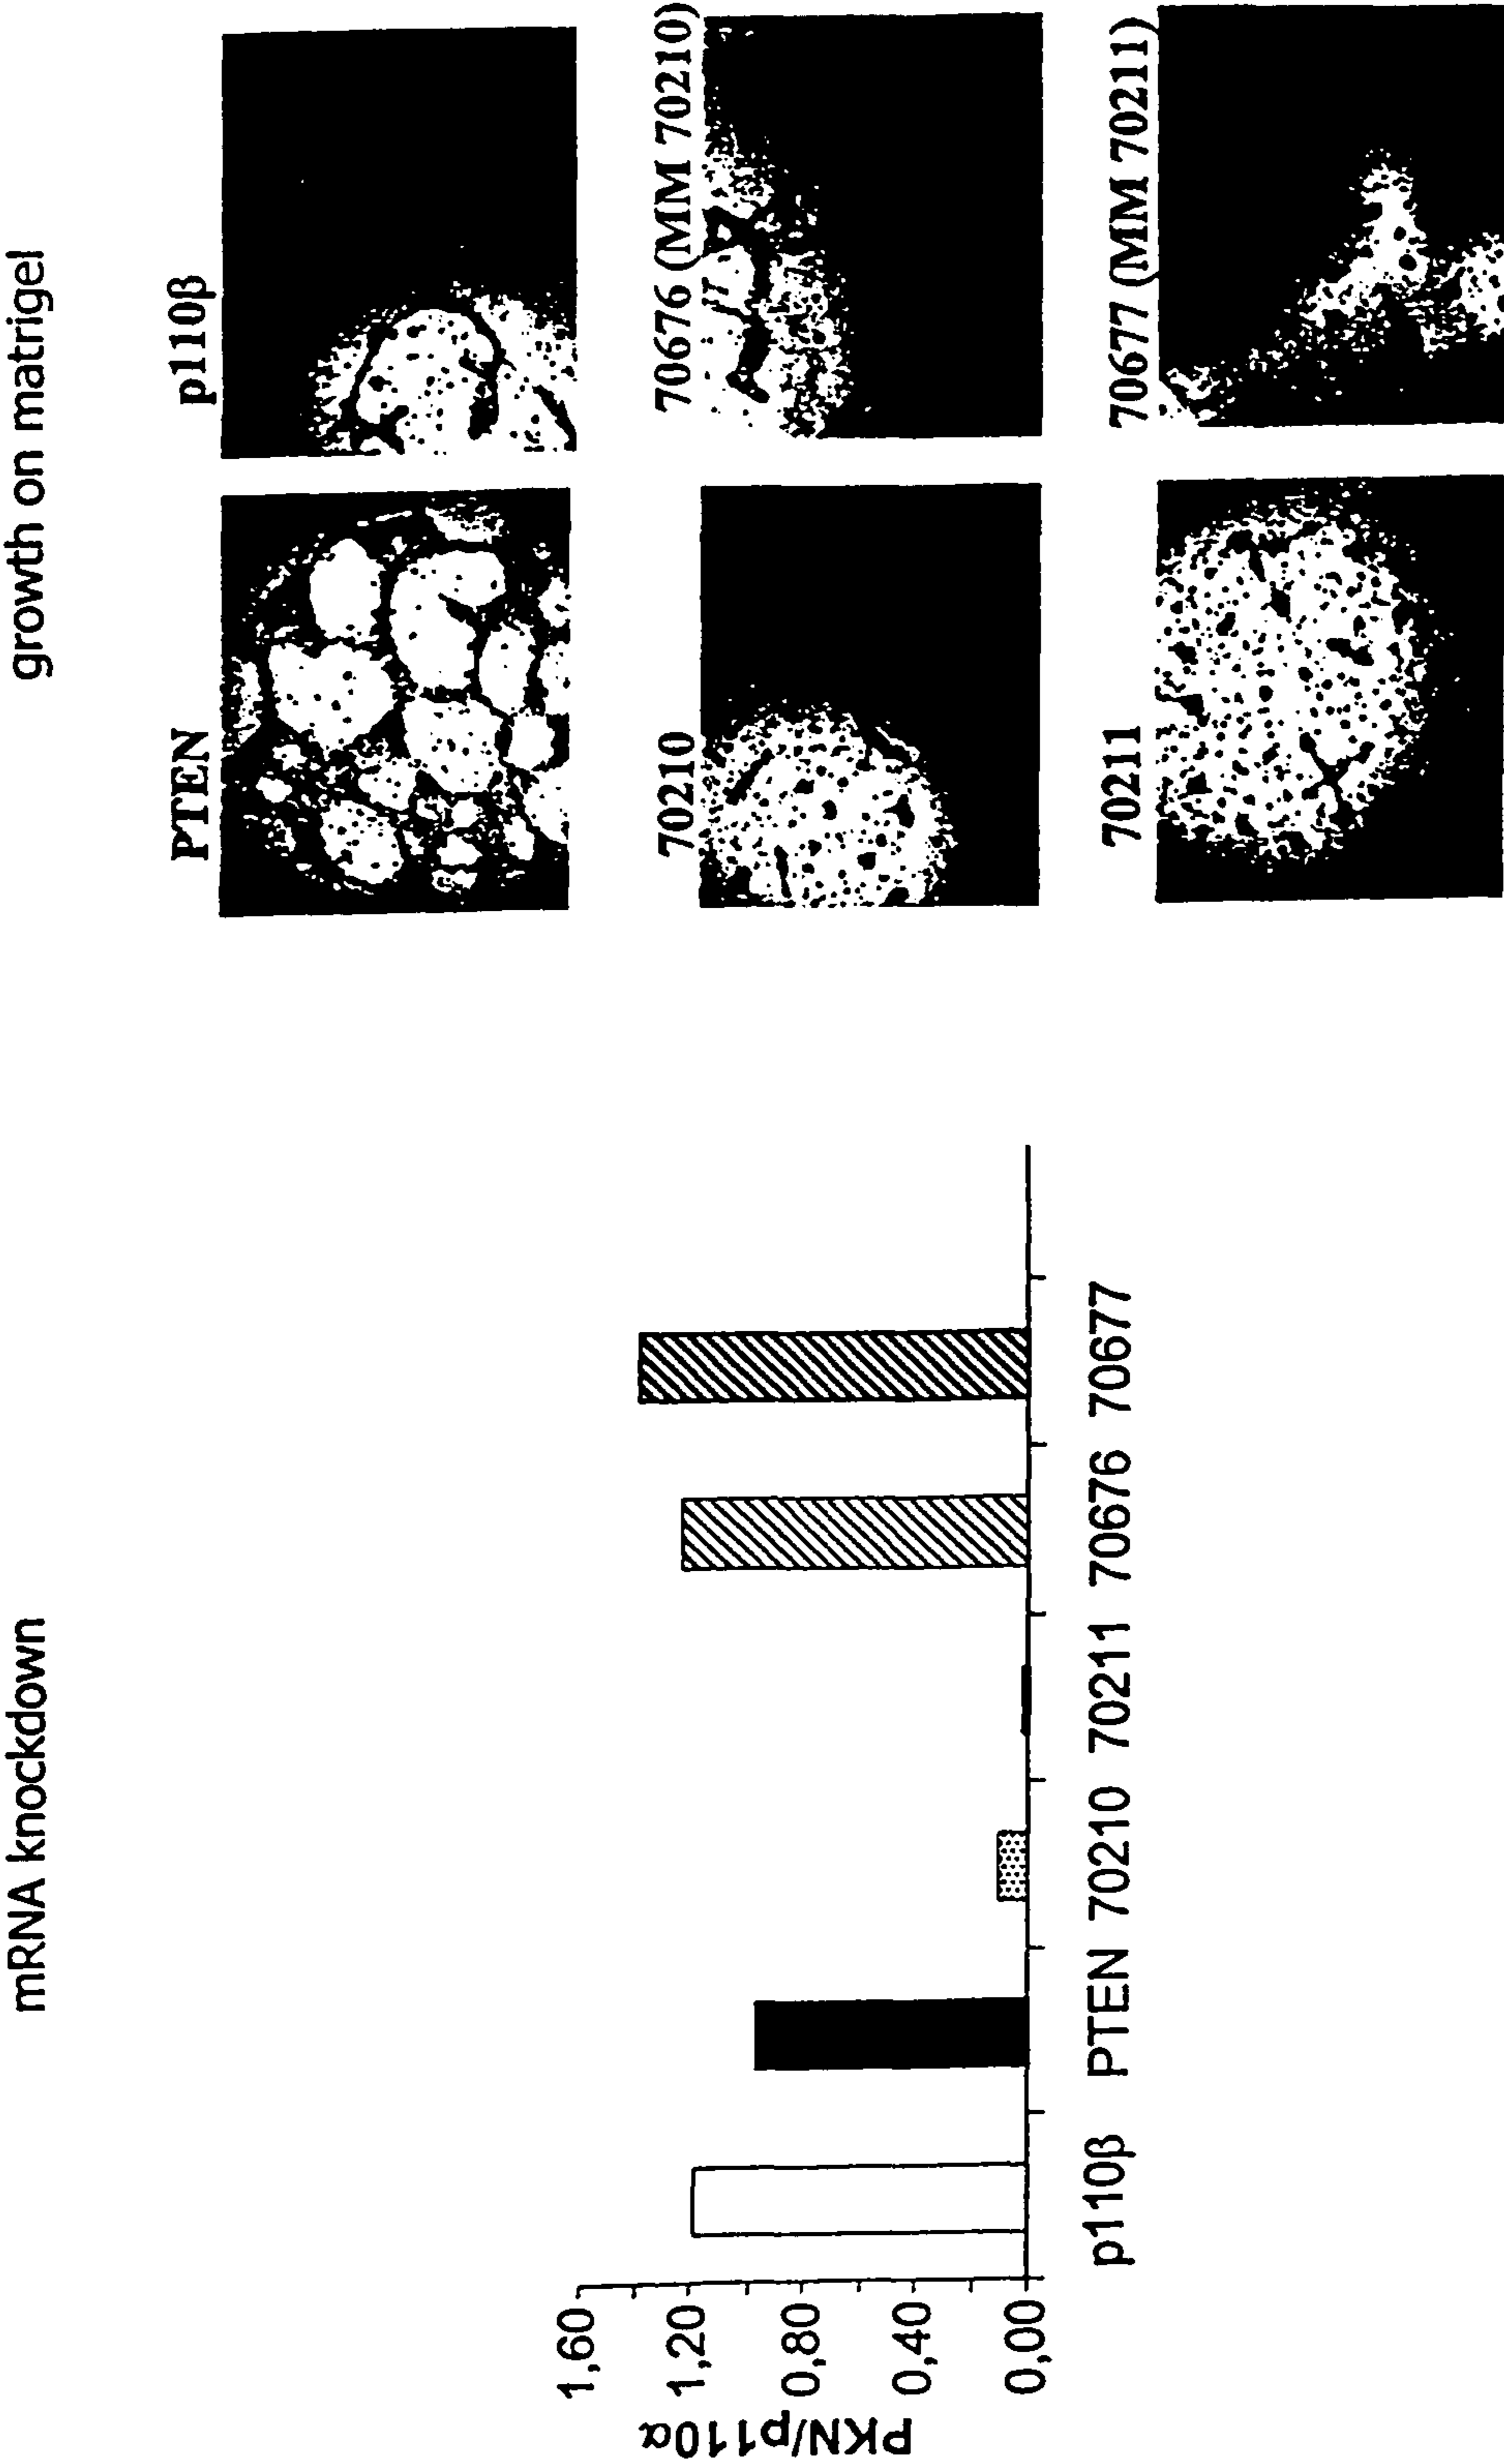 mRNA knockdown
PKN/p110α
1,60
1,20
0,80
0,40
0,00
p110β PTEN 70210 70211 70676 70677
growth on matrigel
PTEN
p110β
70210
70676 (MM 70210)
70211
70677 (MM 70211)